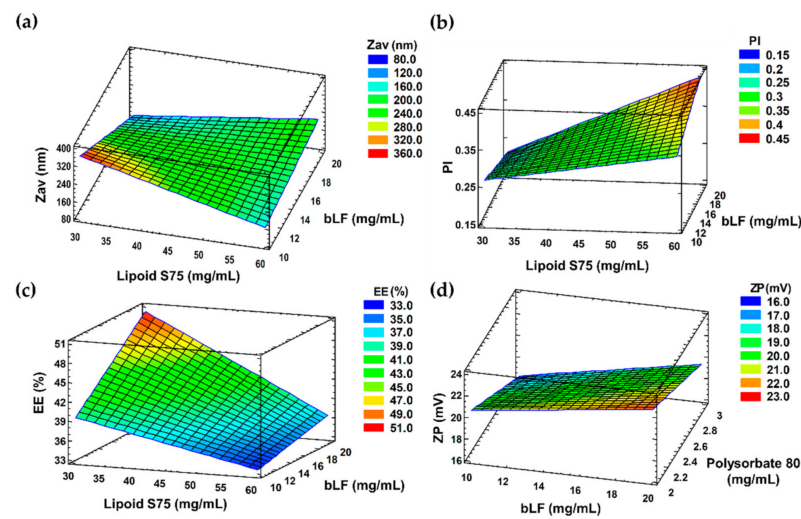 (a)
Zav (nm)
80.0
120.0
160.0
200.0
240.0
280.0
320.0
360.0
400
360
320
280
240
200
160
120
80
Zav (nm)
30 35 40 45 50 55 60
Lipoid S75 (mg/mL)
10 12 14 16 18 20
bLF (mg/mL)
(b)
PI
0.15
0.2
0.25
0.3
0.35
0.4
0.45
0.45
0.35
0.25
0.15
PI
30 35 40 45 50 55 60
Lipoid S75 (mg/mL)
10 12 14 16 18 20
bLF (mg/mL)
(c)
EE (%)
33.0
35.0
37.0
39.0
41.0
43.0
45.0
47.0
49.0
51.0
51
48
45
42
39
36
33
EE (%)
30 35 40 45 50 55 60
Lipoid S75 (mg/mL)
10 12 14 16 18 20
bLF (mg/mL)
(d)
ZP(mV)
16.0
17.0
18.0
19.0
20.0
21.0
22.0
23.0
24
22
20
18
16
ZP (mV)
10 12 14 16 18 20
bLF (mg/mL)
2 2.2 2.4 2.6 2.8 3
Polysorbate 80
(mg/mL)